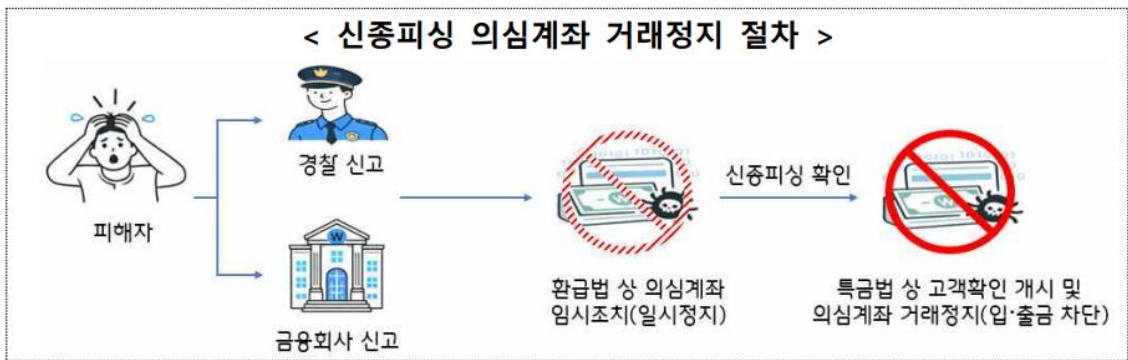 < 신종피싱 의심계좌 거래정지 절차 >
피해자
경찰 신고
W
금융회사 신고
환급법 상 의심계좌
임시조치(일시정지)
신종피싱 확인
특금법 상 고객확인 개시 및
의심계좌 거래정지(입·출금 차단)